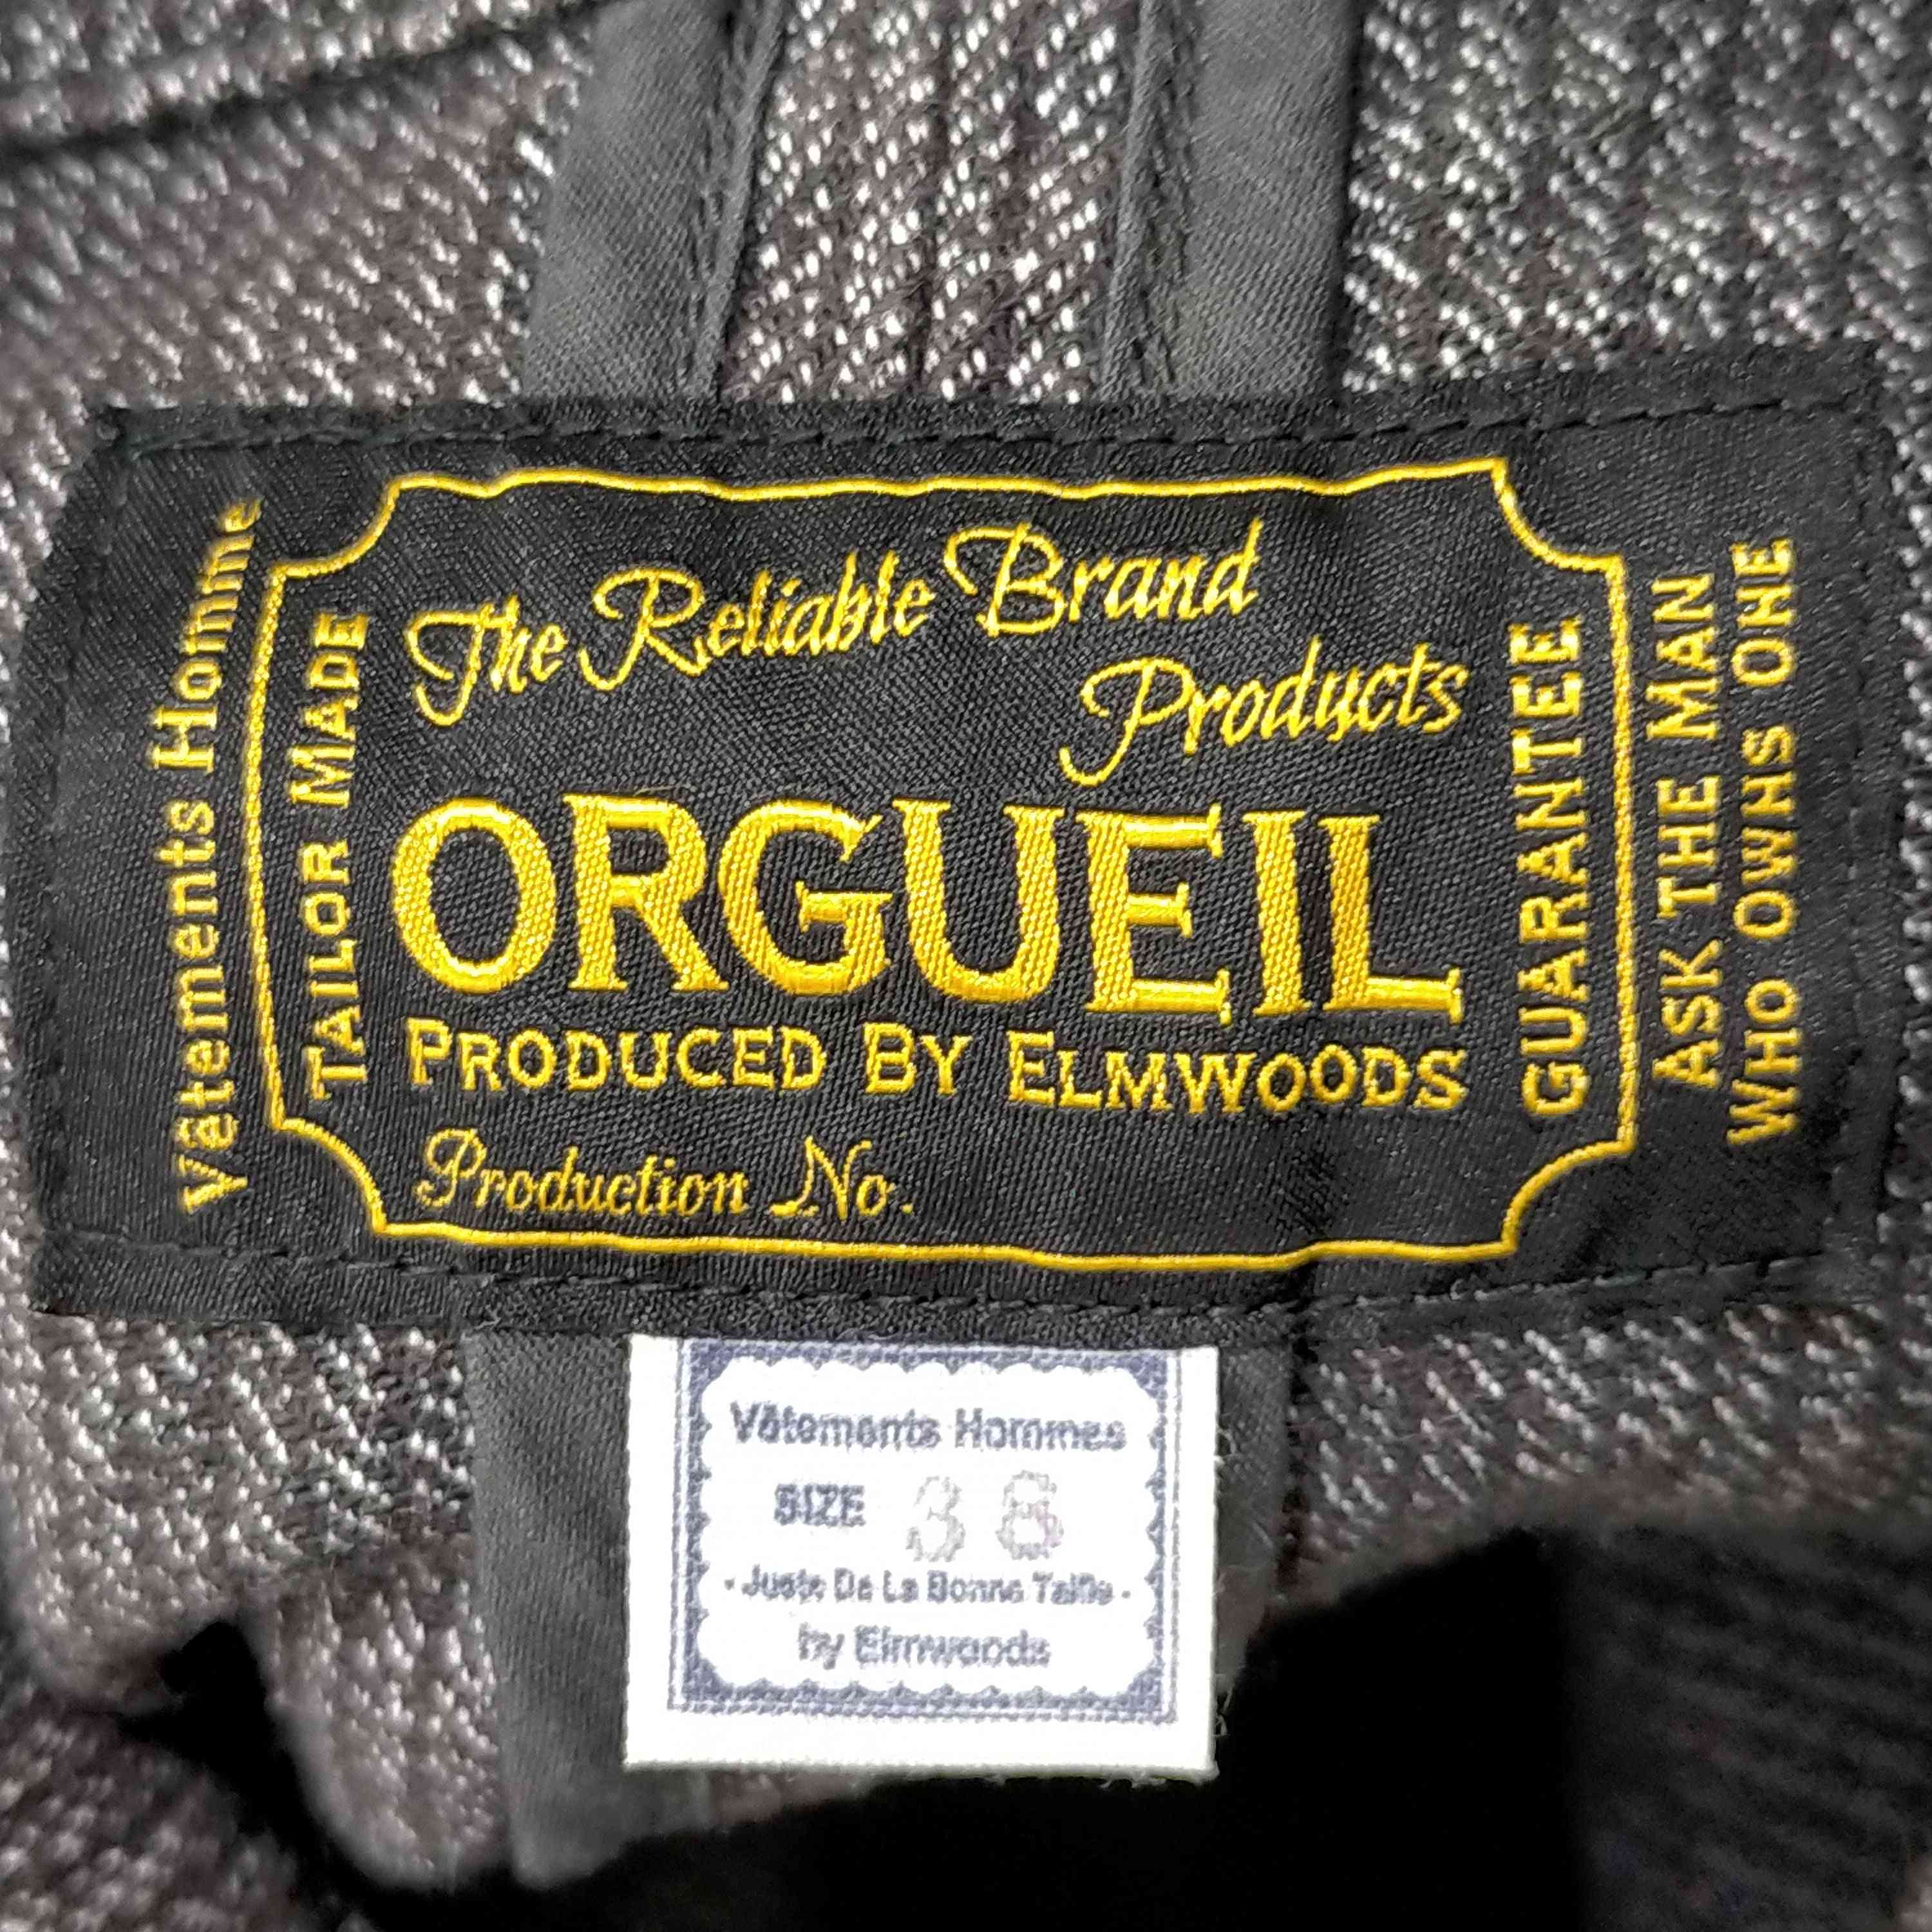 Vêtements Homme
TAILOR MADE
The Reliable Brand
Products
ORGUEIL
PRODUCED BY ELMWOODS
Production No.
GUARANTEE
ASK THE MAN
WHO OWNS ONE
Vêtements Hommes
SIZE 38
· Juste De La Bonne Taille ·
by Elmwoods